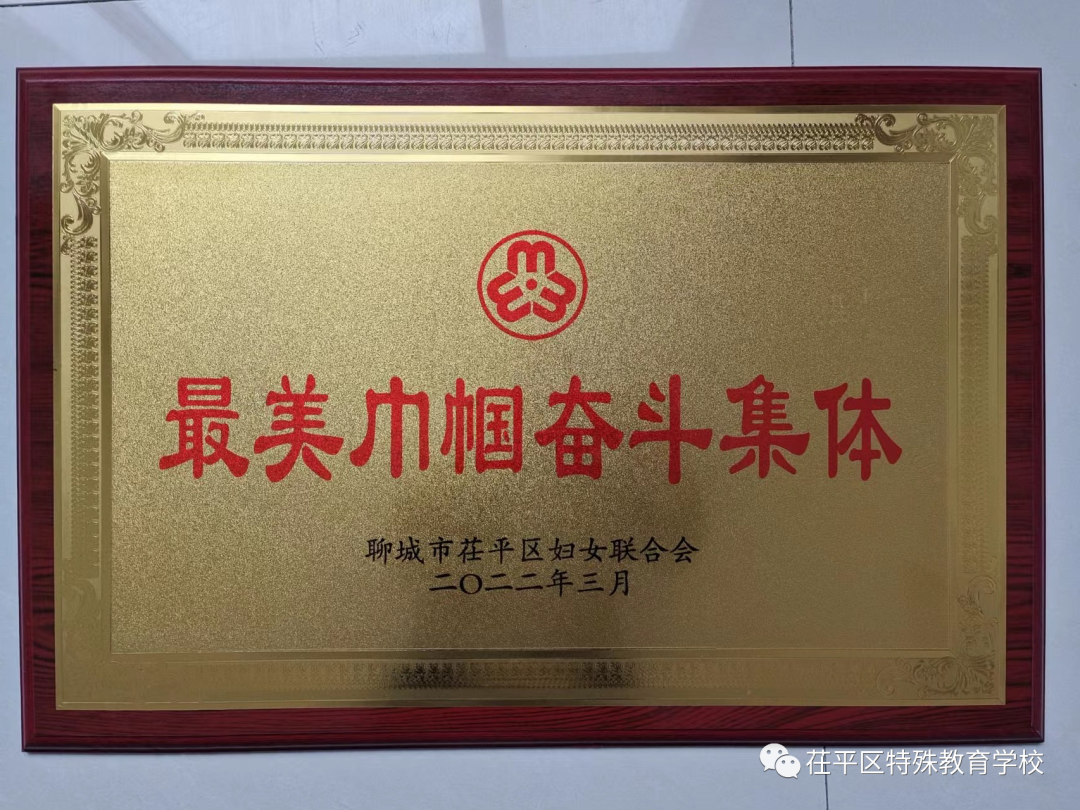 最美巾帼奋斗集体
聊城市茌平区妇女联合会
二〇二二年三月
茌平区特殊教育学校